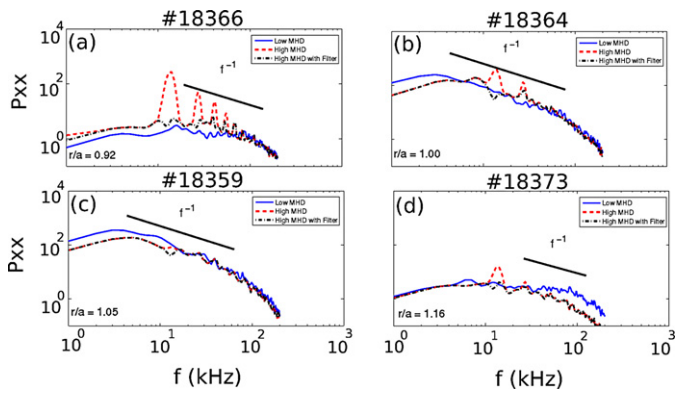 #18366
#18364
10^4
(a)
Low MHD
High MHD
High MHD with Filter
f^-1
Pxx
10^2
10^0
r/a = 0.92
(b)
Low MHD
High MHD
High MHD with Filter
f^-1
r/a = 1.00
#18359
#18373
10^4
(c)
Low MHD
High MHD
High MHD with Filter
f^-1
Pxx
10^2
10^0
r/a = 1.05
10^0 10^1 10^2 10^3
f (kHz)
(d)
Low MHD
High MHD
High MHD with Filter
f^-1
r/a = 1.16
10^0 10^1 10^2 10^3
f (kHz)